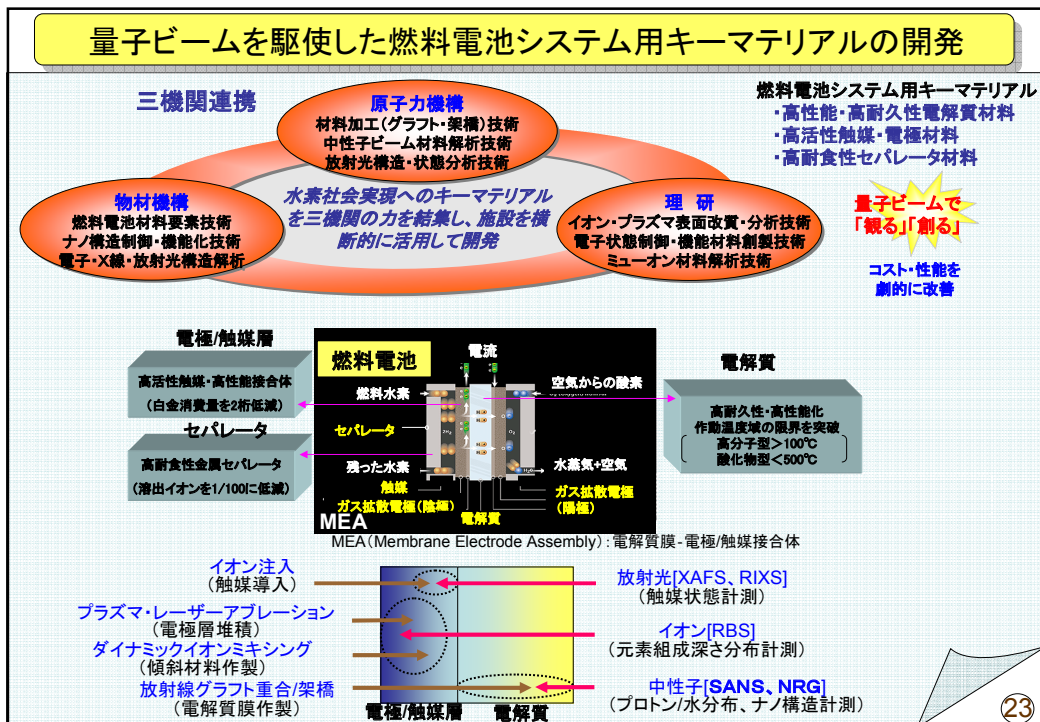 量子ビームを駆使した燃料電池システム用キーマテリアルの開発
三機関連携
原子力機構
材料加工(グラフト・架橋)技術
中性子ビーム材料解析技術
放射光構造・状態分析技術
物材機構
燃料電池材料要素技術
ナノ構造制御・機能化技術
電子・X線・放射光構造解析
水素社会実現へのキーマテリアル
を三機関の力を結集し、施設を横
断的に活用して開発
理 研
イオン・プラズマ表面改質・分析技術
電子状態制御・機能材料創製技術
ミューオン材料解析技術
燃料電池システム用キーマテリアル
・高性能・高耐久性電解質材料
・高活性触媒・電極材料
・高耐食性セパレータ材料
量子ビームで
「観る」「創る」
コスト・性能を
劇的に改善
電極/触媒層
高活性触媒・高性能接合体
(白金消費量を2桁低減)
セパレータ
高耐食性金属セパレータ
(溶出イオンを1/100に低減)
燃料電池
電流
燃料水素
空気からの酸素
セパレータ
残った水素
水蒸気+空気
触媒
ガス拡散電極(陰極)
電解質
ガス拡散電極
(陽極)
MEA
電解質
高耐久性・高性能化
作動温度域の限界を突破
高分子型>100℃
酸化物型<500℃
MEA(Membrane Electrode Assembly):電解質膜-電極/触媒接合体
イオン注入
(触媒導入)
プラズマ・レーザーアブレーション
(電極層堆積)
ダイナミックイオンミキシング
(傾斜材料作製)
放射線グラフト重合/架橋
(電解質膜作製)
放射光[XAFS、RIXS]
(触媒状態計測)
イオン[RBS]
(元素組成深さ分布計測)
中性子[SANS、NRG]
(プロトン/水分布、ナノ構造計測)
電極/触媒層
電解質
23